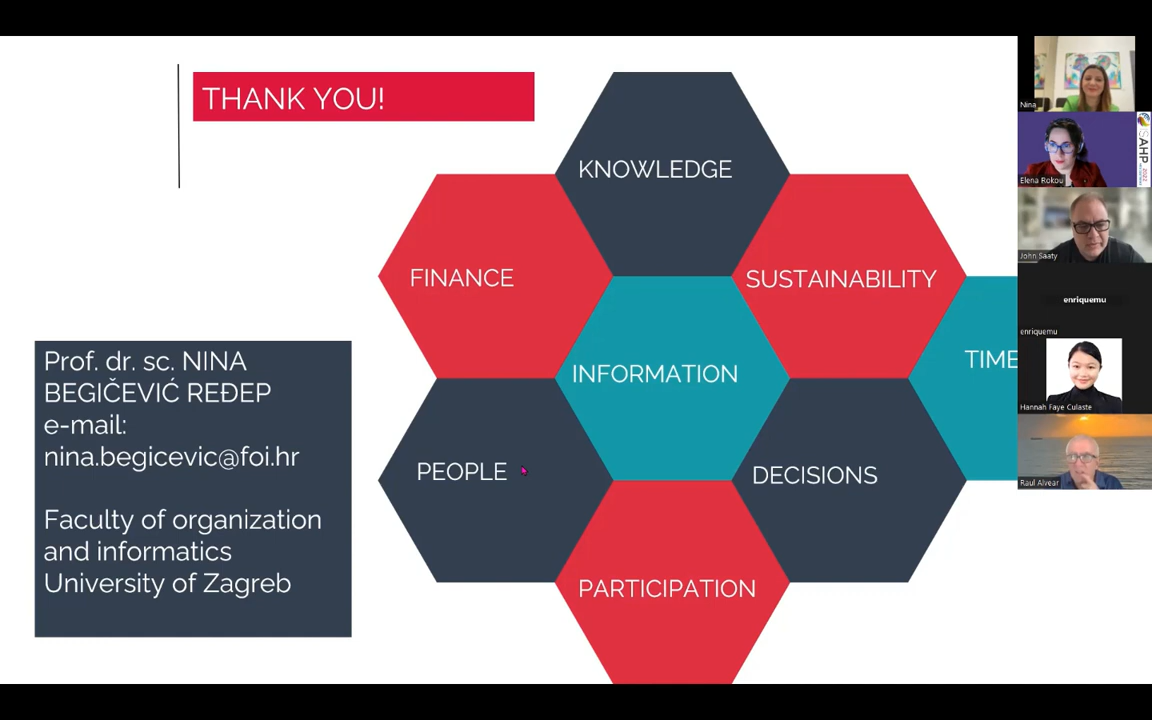 THANK YOU!
KNOWLEDGE
FINANCE
SUSTAINABILITY
INFORMATION
TIME
PEOPLE
DECISIONS
PARTICIPATION
Prof. dr. sc. NINA
BEGIČEVIĆ REĐEP
e-mail:
nina.begicevic@foi.hr
Faculty of organization
and informatics
University of Zagreb
Nina
Elena Rokou
AHP
2022
John Saaty
enriquemu
enriquemu
Hannah Faye Culaste
Raul Alvear